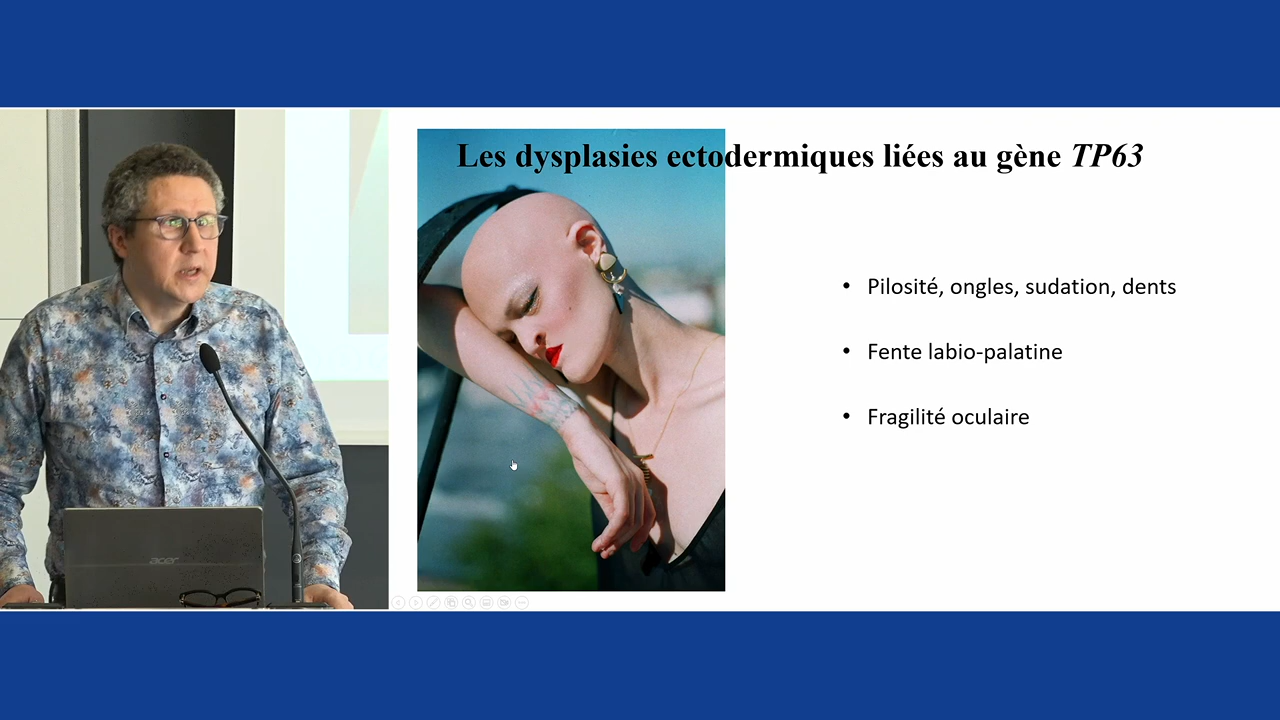 Les dysplasies ectodermiques liées au gène TP63
• Pilosité, ongles, sudation, dents
• Fente labio-palatine
• Fragilité oculaire
acer